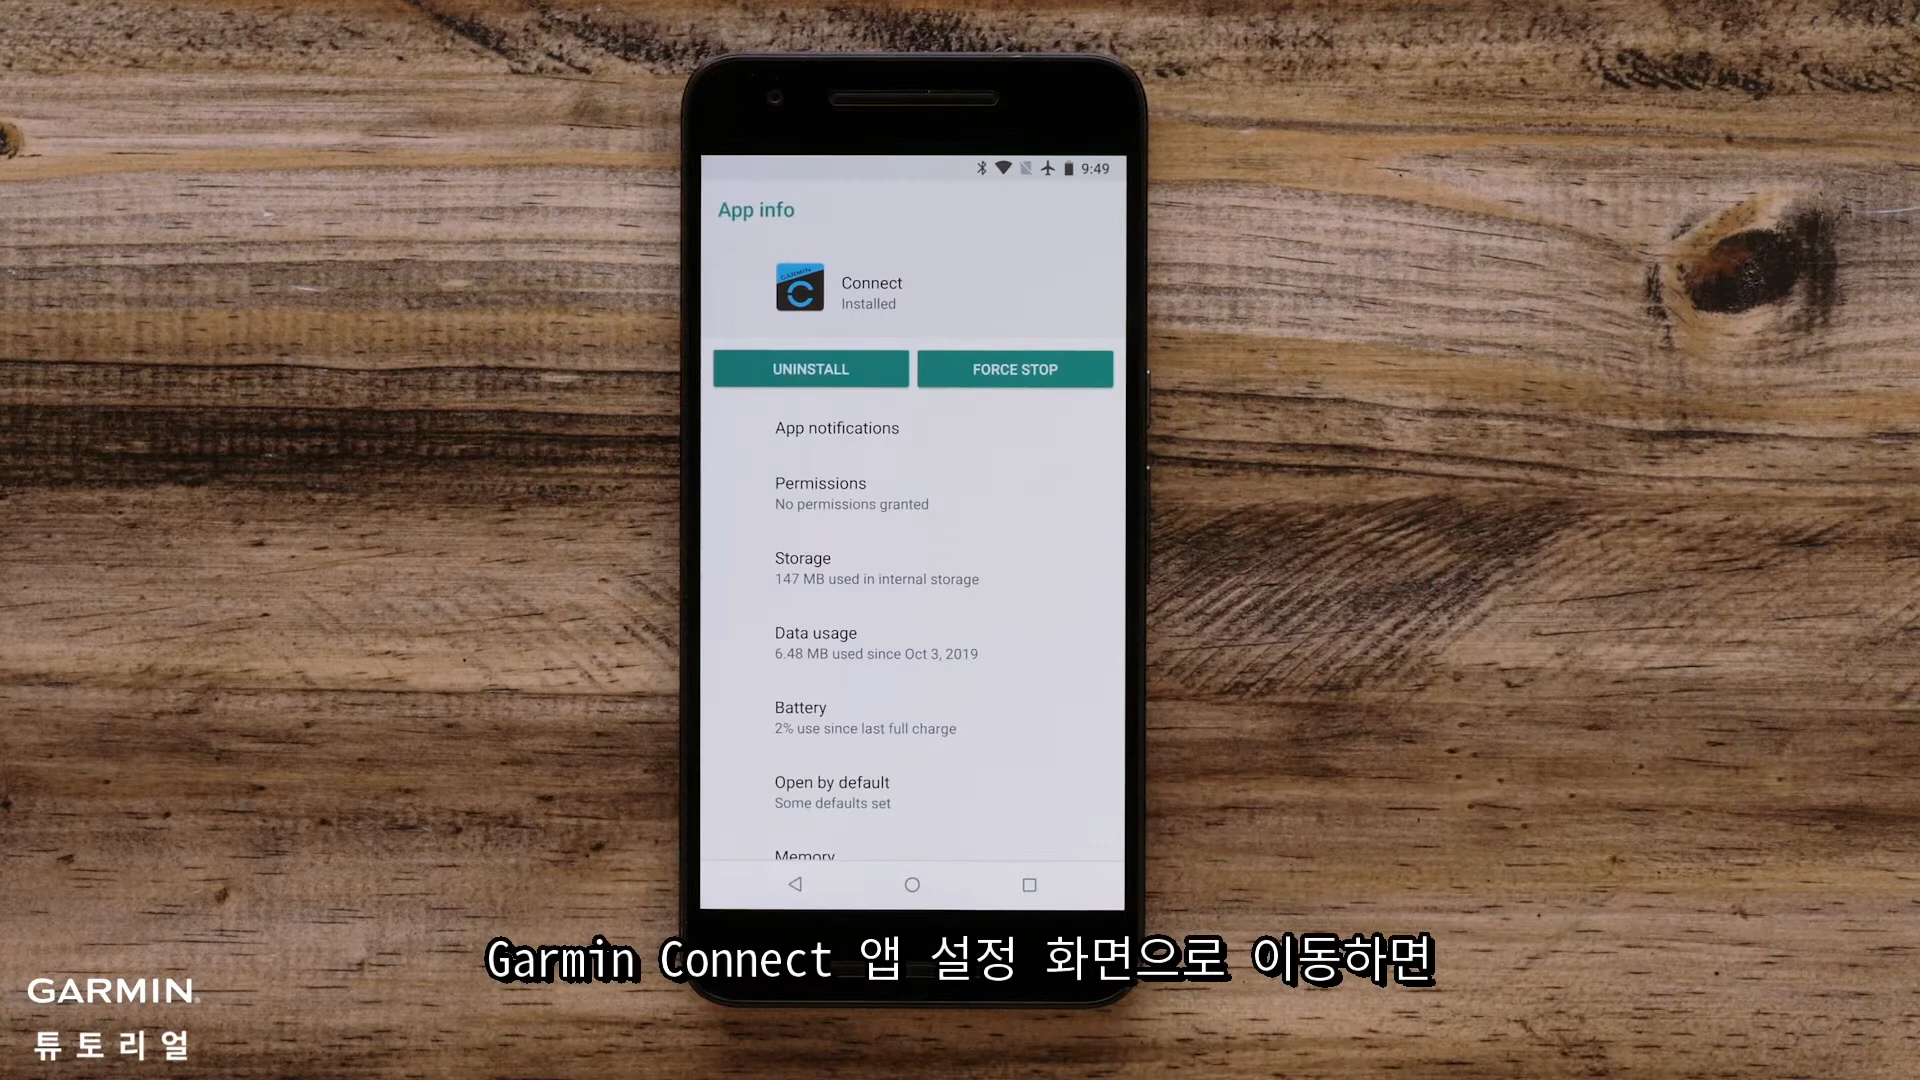 9:49
App info
GARMIN
Connect
Installed
UNINSTALL
FORCE STOP
App notifications
Permissions
No permissions granted
Storage
147 MB used in internal storage
Data usage
6.48 MB used since Oct 3, 2019
Battery
2% use since last full charge
Open by default
Some defaults set
Memory
Garmin Connect 앱 설정 화면으로 이동하면
GARMIN
튜토리얼